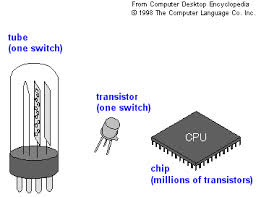 From Computer Desktop Encyclopedia
© 1998 The Computer Language Co. Inc.
tube
(one switch)
transistor
(one switch)
CPU
chip
(millions of transistors)